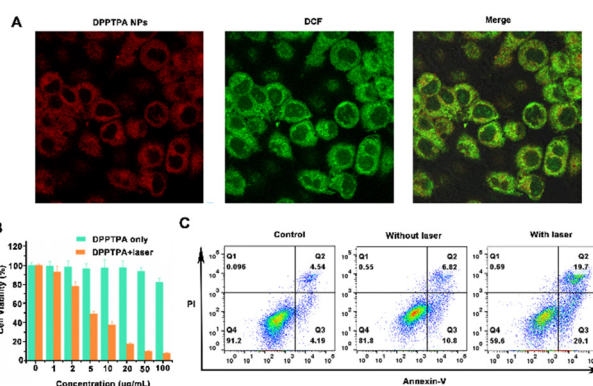 A
DPPTPA NPs
DCF
Merge
B
DPPTPA only
DPPTPA+laser
Cell Viability (%)
120
100
80
60
40
20
0
0 1 2 5 10 20 50 100
Concentration (μg/mL)
C
Control
Without laser
With laser
Q1
0.096
Q2
4.54
Q4
91.2
Q3
4.19
Q1
0.55
Q2
6.82
Q4
81.8
Q3
10.8
Q1
0.69
Q2
19.7
Q4
59.6
Q3
20.1
PI
Annexin-V